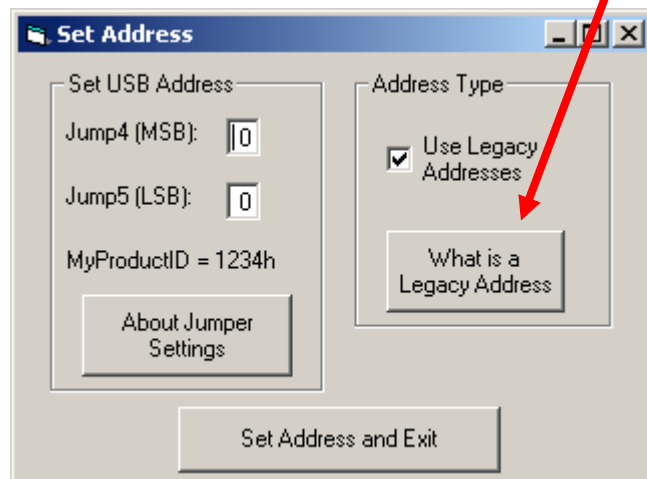 Set Address
Set USB Address
Jump4 (MSB): 0
Jump5 (LSB): 0
MyProductID = 1234h
About Jumper
Settings
Address Type
Use Legacy
Addresses
What is a
Legacy Address
Set Address and Exit